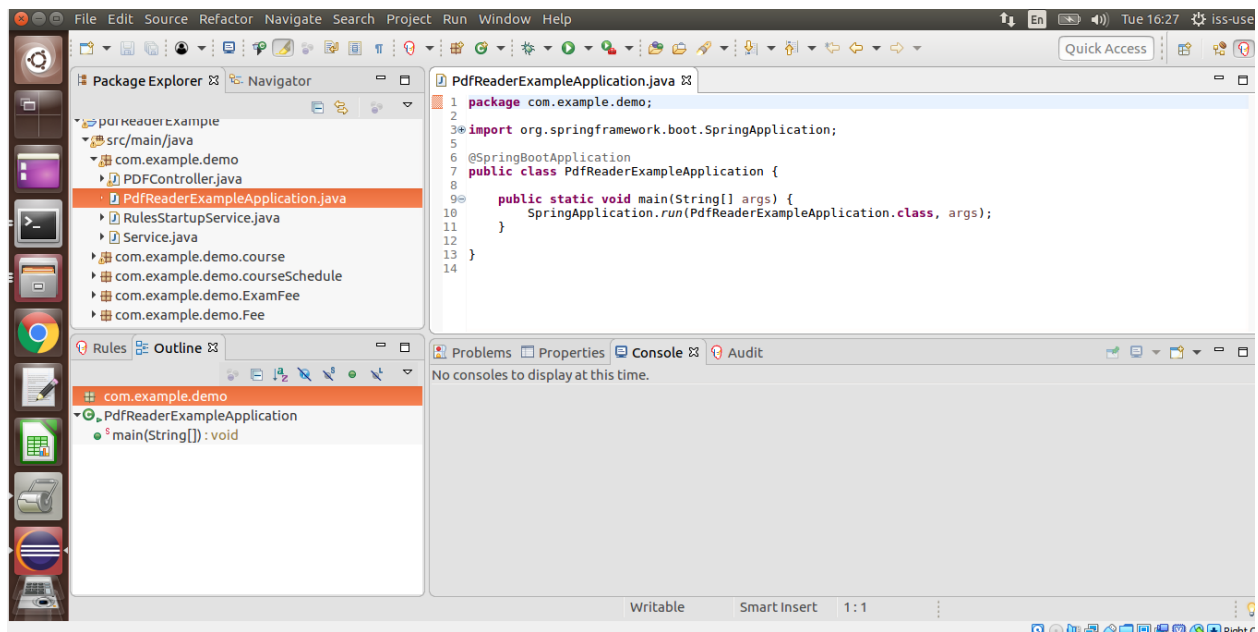 File Edit Source Refactor Navigate Search Project Run Window Help
En
Tue 16:27
iss-use
Quick Access
Package Explorer
Navigator
pdfReaderExample
src/main/java
com.example.demo
PDFController.java
PdfReaderExampleApplication.java
RulesStartupService.java
Service.java
com.example.demo.course
com.example.demo.courseSchedule
com.example.demo.ExamFee
com.example.demo.Fee
PdfReaderExampleApplication.java
1 package com.example.demo;
2
3 import org.springframework.boot.SpringApplication;
5
6 @SpringBootApplication
7 public class PdfReaderExampleApplication {
8
9 public static void main(String[] args) {
10 SpringApplication.run(PdfReaderExampleApplication.class, args);
11 }
12
13 }
14
Rules
Outline
com.example.demo
PdfReaderExampleApplication
main(String[]) : void
Problems
Properties
Console
Audit
No consoles to display at this time.
Writable
Smart Insert
1 : 1
Right C